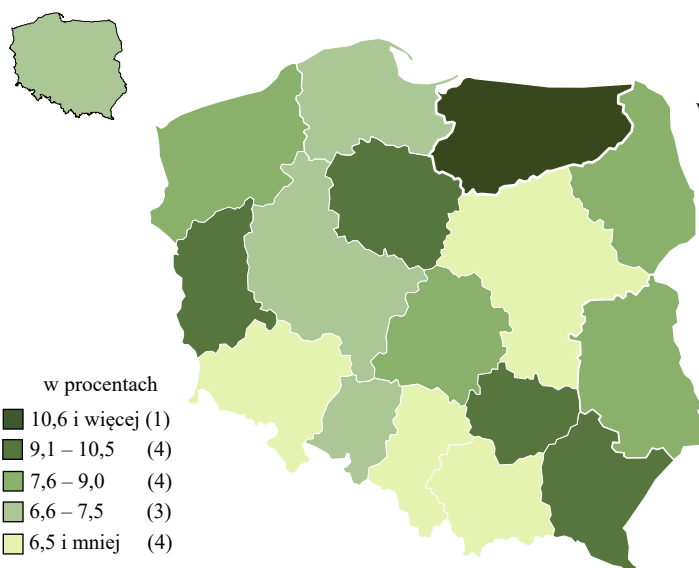 w procentach
10,6 i więcej (1)
9,1 – 10,5 (4)
7,6 – 9,0 (4)
6,6 – 7,5 (3)
6,5 i mniej (4)